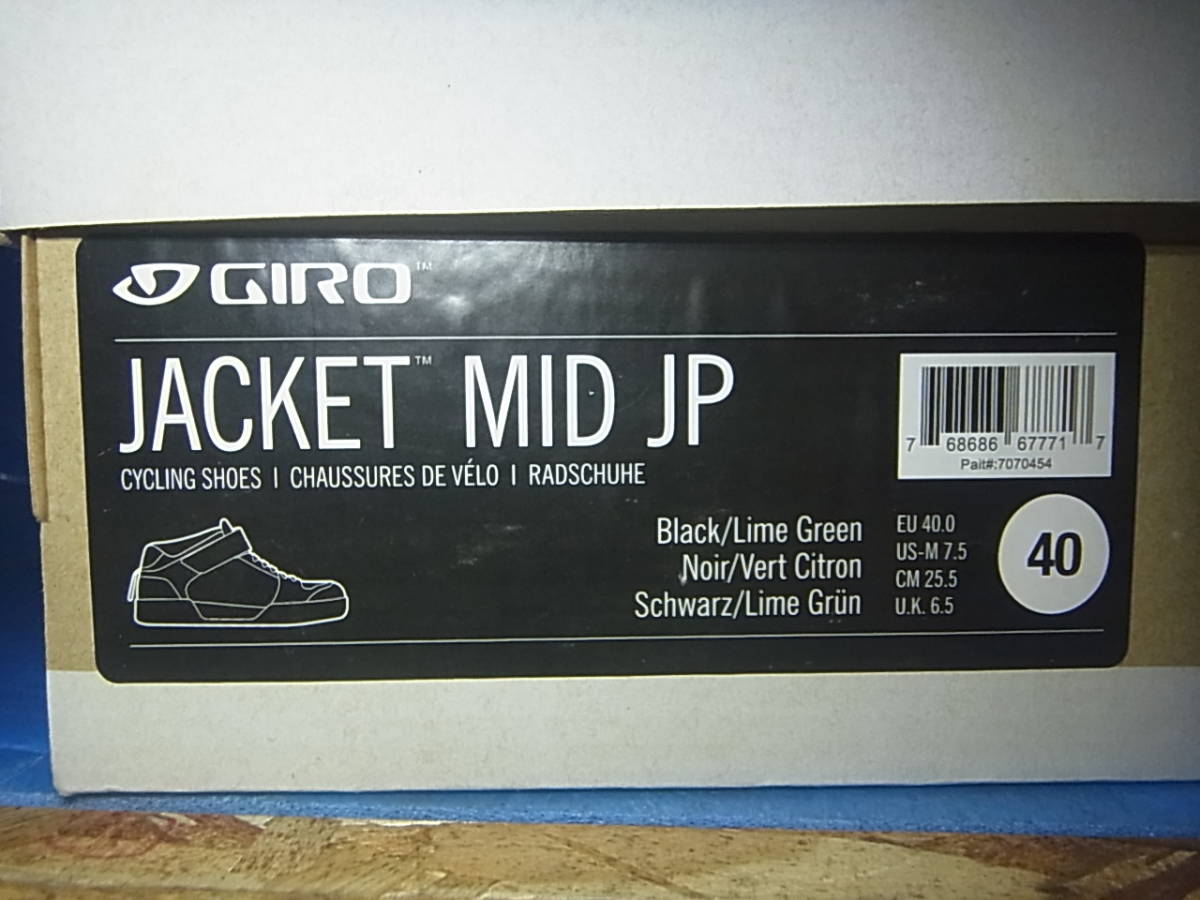 GIRO™
JACKET™ MID JP
CYCLING SHOES | CHAUSSURES DE VÉLO | RADSCHUHE
7 68686 67771 7
Part#:7070454
Black/Lime Green
Noir/Vert Citron
Schwarz/Lime Grün
EU 40.0
US-M 7.5
CM 25.5
U.K. 6.5
40